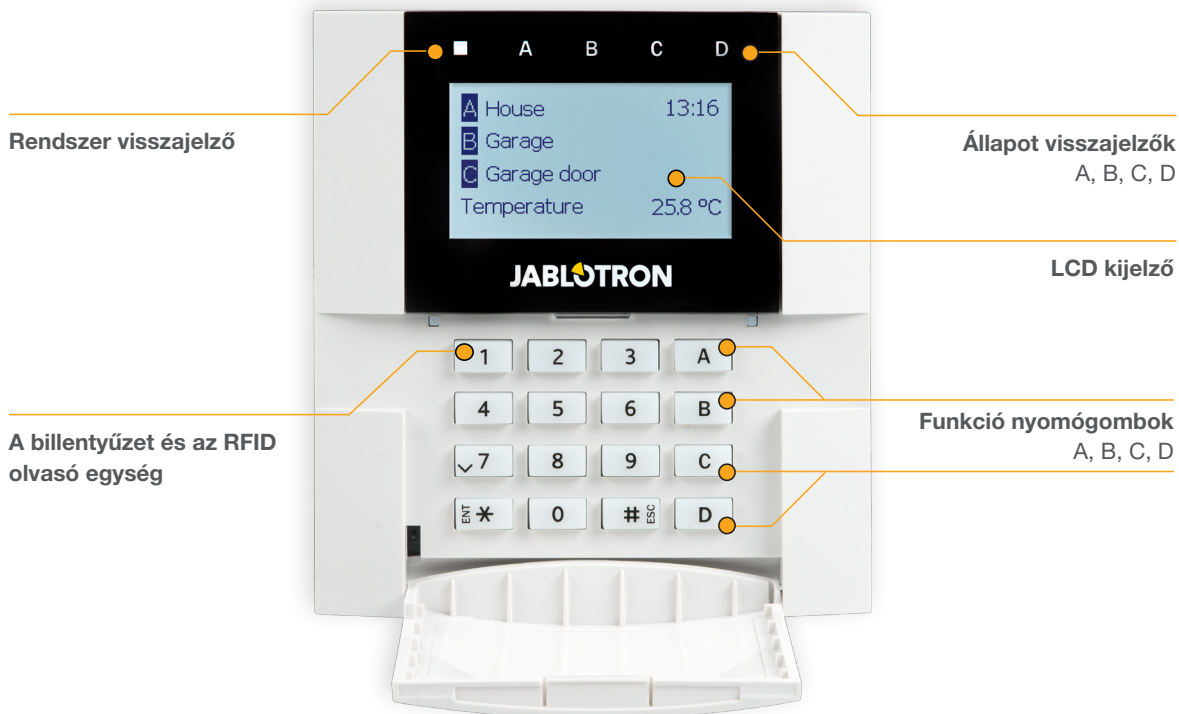 A B C D
A House 13:16
B Garage
C Garage door
Temperature 25.8 ºC
JABLOTRON
1 2 3 A
4 5 6 B
7 8 9 C
ENT * 0 # ESC D
Rendszer visszajelző
A billentyűzet és az RFID
olvasó egység
Állapot visszajelzők
A, B, C, D
LCD kijelző
Funkció nyomógombok
A, B, C, D